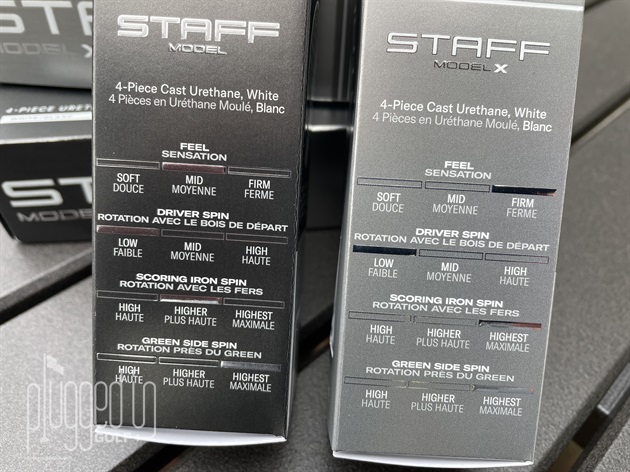 STAFF
MODEL
4-Piece Cast Urethane, White
4 Pièces en Uréthane Moulé, Blanc
FEEL
SENSATION
SOFT MID FIRM
DOUCE MOYENNE FERME
DRIVER SPIN
ROTATION AVEC LE BOIS DE DÉPART
LOW MID HIGH
FAIBLE MOYENNE HAUTE
SCORING IRON SPIN
ROTATION AVEC LES FERS
HIGH HIGHER HIGHEST
HAUTE PLUS HAUTE MAXIMALE
GREEN SIDE SPIN
ROTATION PRÈS DU GREEN
HIGH HIGHER HIGHEST
HAUTE PLUS HAUTE MAXIMALE
STAFF
MODEL X
4-Piece Cast Urethane, White
4 Pièces en Uréthane Moulé, Blanc
FEEL
SENSATION
SOFT MID FIRM
DOUCE MOYENNE FERME
DRIVER SPIN
ROTATION AVEC LE BOIS DE DÉPART
LOW MID HIGH
FAIBLE MOYENNE HAUTE
SCORING IRON SPIN
ROTATION AVEC LES FERS
HIGH HIGHER HIGHEST
HAUTE PLUS HAUTE MAXIMALE
GREEN SIDE SPIN
ROTATION PRÈS DU GREEN
HIGH HIGHER HIGHEST
HAUTE PLUS HAUTE MAXIMALE
MODEL X
4-PIECE
STA
MODEL
plugged in
GOLF